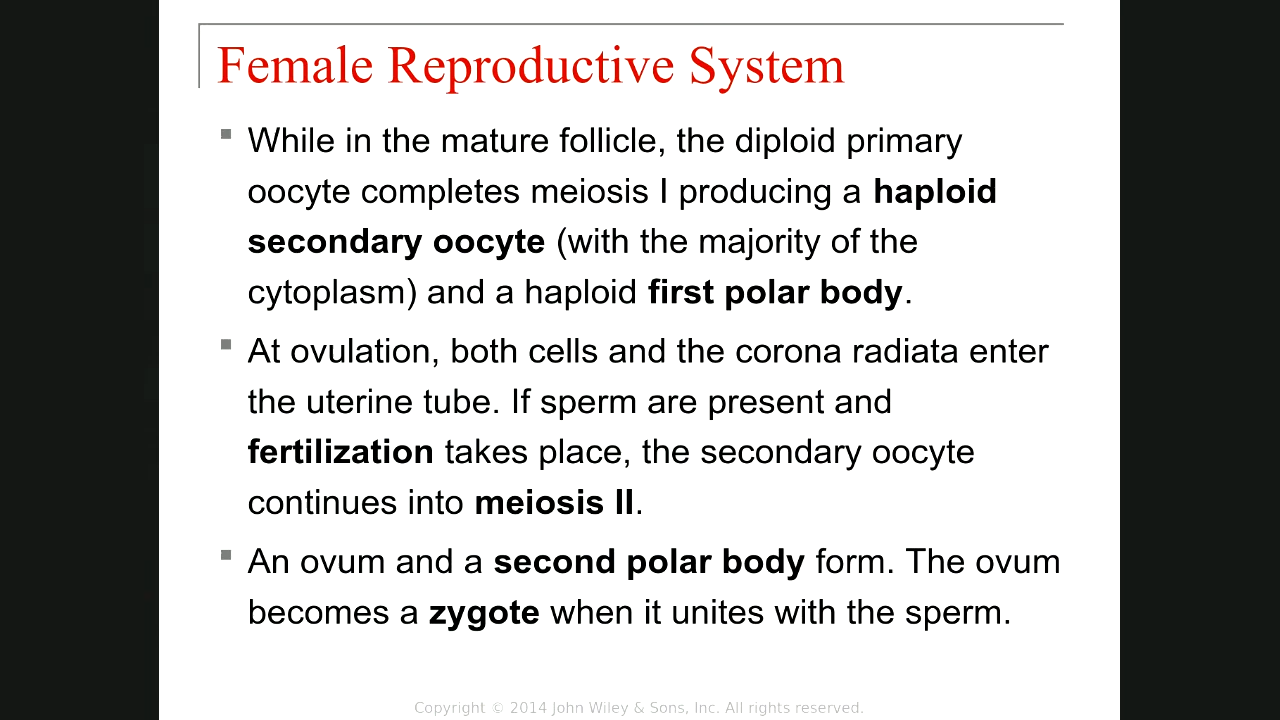 Female Reproductive System
While in the mature follicle, the diploid primary
oocyte completes meiosis I producing a haploid
secondary oocyte (with the majority of the
cytoplasm) and a haploid first polar body.
At ovulation, both cells and the corona radiata enter
the uterine tube. If sperm are present and
fertilization takes place, the secondary oocyte
continues into meiosis II.
An ovum and a second polar body form. The ovum
becomes a zygote when it unites with the sperm.
Copyright © 2014 John Wiley & Sons, Inc. All rights reserved.